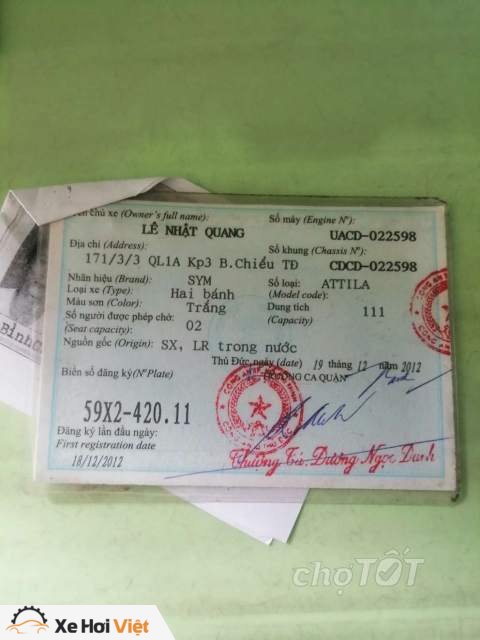 Tên chủ xe (Owner's full name): Số máy (Engine Nº):
LÊ NHẬT QUANG UACD-022598
Địa chỉ (Address): Số khung (Chassis Nº):
171/3/3 QL1A Kp3 B.Chiểu TĐ CDCD-022598
Nhãn hiệu (Brand): SYM Số loại: ATTILA
Loại xe (Type): Hai bánh (Model code):
Màu sơn (Color): Trắng Dung tích 111
Số người được phép chở: 02 (Capacity)
(Seat capacity)
Nguồn gốc (Origin): SX, LR trong nước
Thủ Đức,ngày (date) 19 tháng 12 năm 2012
TRƯỞNG CA QUẬN
Biển số đăng ký(Nº Plate)
59X2-420.11
Đăng ký lần đầu ngày:
First registration date
18/12/2012
Thượng Tá: Dương Ngọc Danh
chợTỐT
Xe Hơi Việt